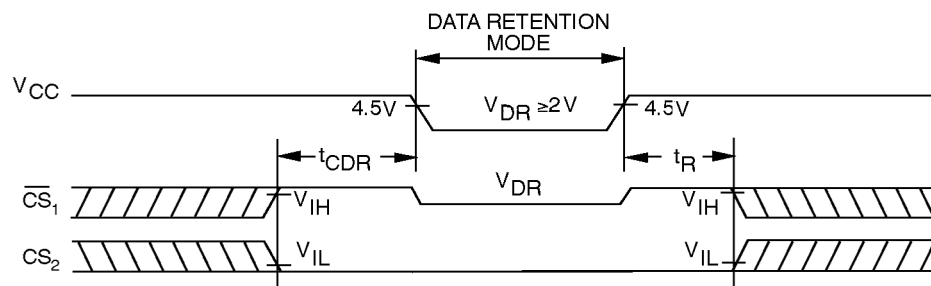 DATA RETENTION
MODE
VCC
4.5V
VDR ≥2V
4.5V
tCDR
tR
CS1
VIH
VDR
VIH
CS2
VIL
VIL